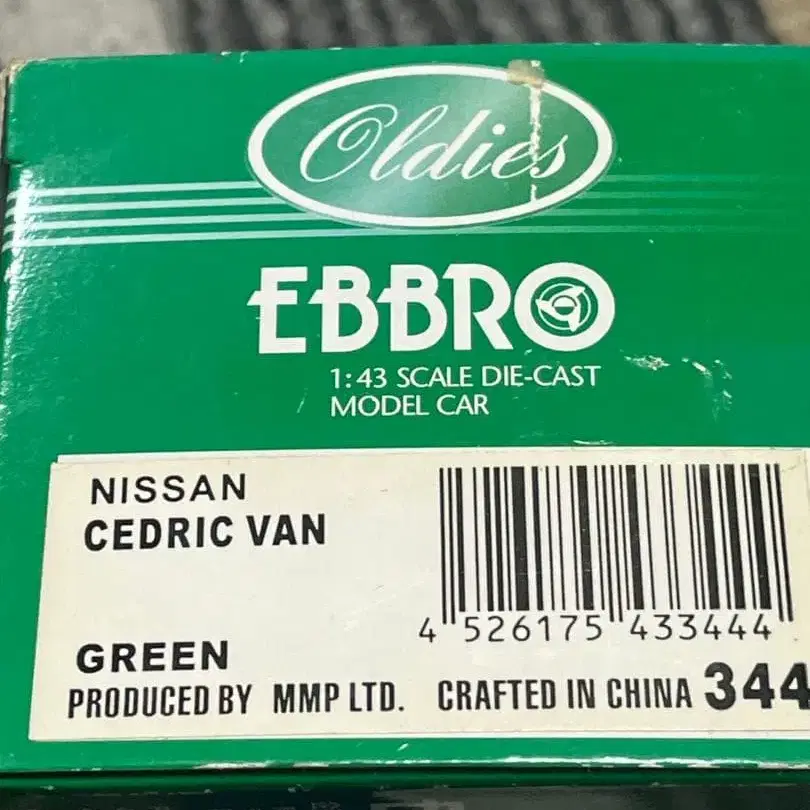 Oldies
EBBRO
1:43 SCALE DIE-CAST
MODEL CAR
NISSAN
CEDRIC VAN
4 526175 433444
GREEN
PRODUCED BY MMP LTD. CRAFTED IN CHINA 344